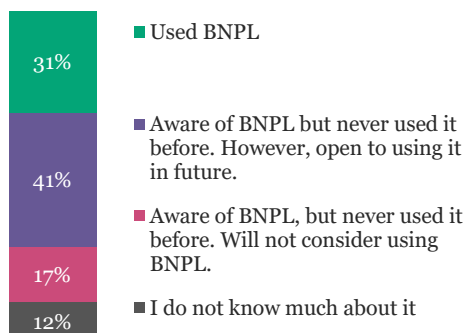 31%
41%
17%
12%
Used BNPL
Aware of BNPL but never used it
before. However, open to using it
in future.
Aware of BNPL, but never used it
before. Will not consider using
BNPL.
I do not know much about it